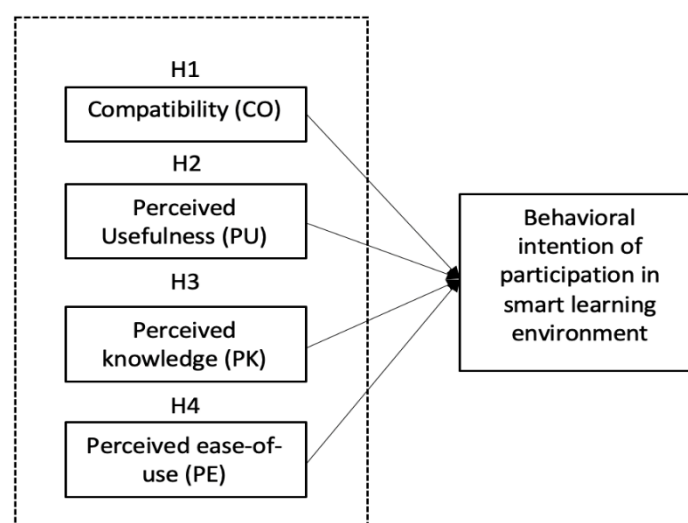 H1
Compatibility (CO)
H2
Perceived
Usefulness (PU)
H3
Perceived
knowledge (PK)
H4
Perceived ease-of-
use (PE)
Behavioral
intention of
participation in
smart learning
environment